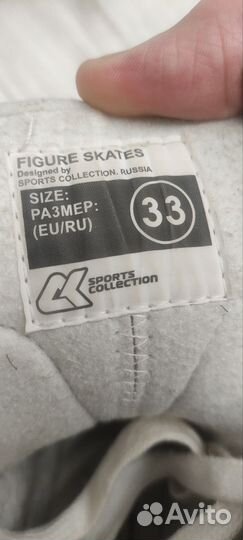 FIGURE SKATES
Designed by
SPORTS COLLECTION, RUSSIA
SIZE:
РАЗМЕР:
(EU/RU)
33
SPORTS
COLLECTION
Avito